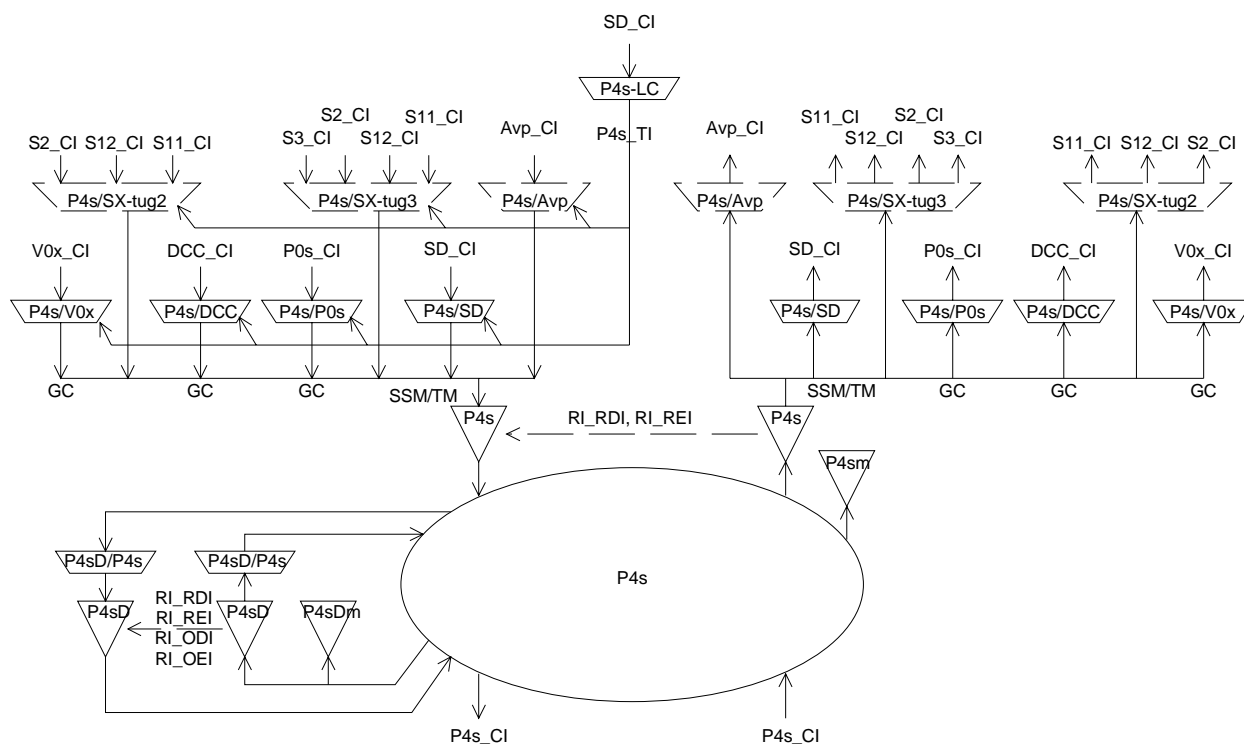 SD_CI
P4s-LC
S2_CI S12_CI S11_CI
S3_CI S2_CI S12_CI S11_CI
Avp_CI
P4s_TI
Avp_CI
S11_CI S12_CI S2_CI S3_CI
S11_CI S12_CI S2_CI
P4s/SX-tug2
P4s/SX-tug3
P4s/Avp
P4s/Avp
P4s/SX-tug3
P4s/SX-tug2
V0x_CI
DCC_CI
P0s_CI
SD_CI
SD_CI
P0s_CI
DCC_CI
V0x_CI
P4s/V0x
P4s/DCC
P4s/P0s
P4s/SD
P4s/SD
P4s/P0s
P4s/DCC
P4s/V0x
GC
GC
GC
SSM/TM
SSM/TM
GC
GC
GC
P4s
RI_RDI, RI_REI
P4s
P4sm
P4s
P4sD/P4s
P4sD/P4s
P4sD
RI_RDI
RI_REI
RI_ODI
RI_OEI
P4sD
P4sDm
P4s_CI
P4s_CI